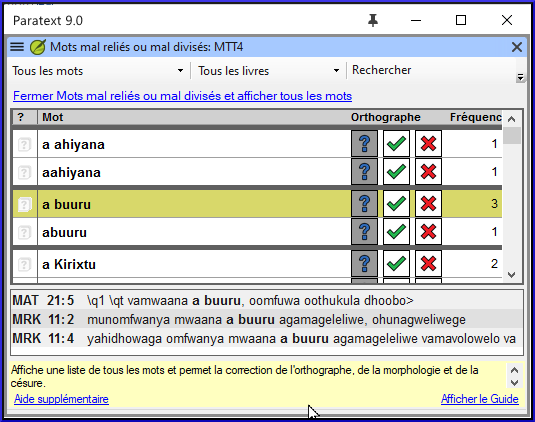 Paratext 9.0
Mots mal reliés ou mal divisés: MTT4
Tous les mots Tous les livres Rechercher
Fermer Mots mal reliés ou mal divisés et afficher tous les mots
? Mot Orthographe Fréquenc
a ahiyana 1
aahiyana 1
a buuru 3
abuuru 1
a Kirixtu 2
MAT 21:5 \q1 \qt vamwaana a buuru, oomfuwa oothukula dhoobo>
MRK 11:2 munomfwanya mwaana a buuru agamageleliwe, ohunagweliwege
MRK 11:4 yahidhowaga omfwanya mwaana a buuru agamageleliwe vamavolowelo va
Affiche une liste de tous les mots et permet la correction de l'orthographe, de la morphologie et de la
césure.
Aide supplémentaire Afficher le Guide